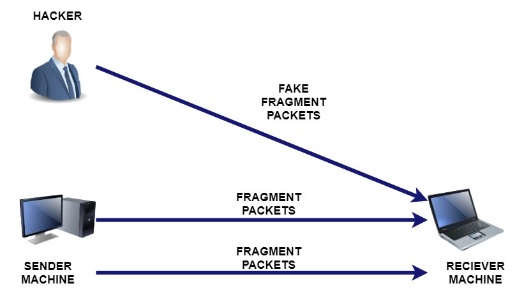 HACKER
FAKE
FRAGMENT
PACKETS
FRAGMENT
PACKETS
FRAGMENT
PACKETS
SENDER
MACHINE
RECIEVER
MACHINE